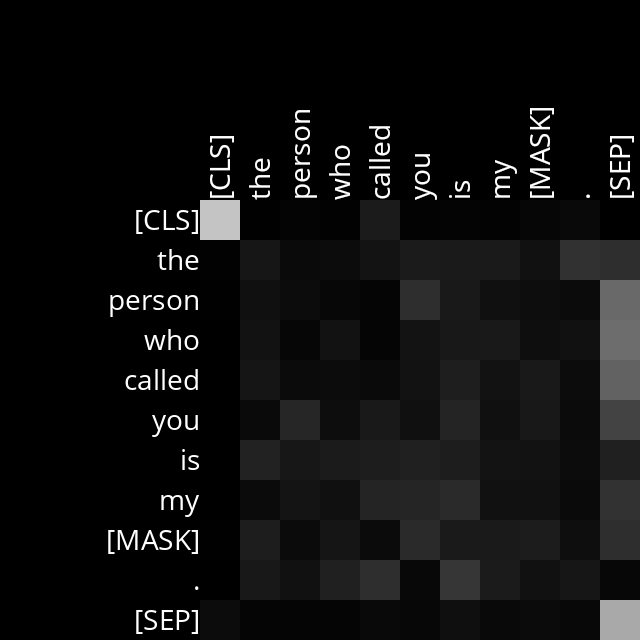 [CLS] the person who called you is my [MASK] . [SEP]
[CLS]
the
person
who
called
you
is
my
[MASK]
.
[SEP]